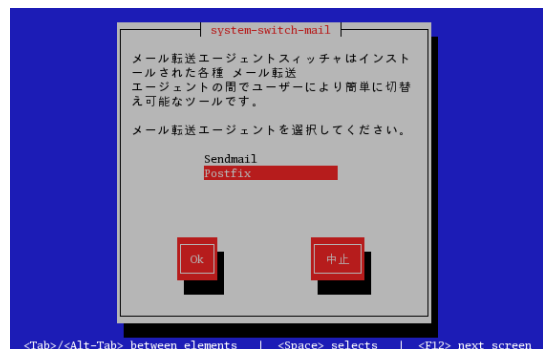 system-switch-mail
メール転送エージェントスィッチャはインスト
ールされた各種 メール転送
エージェントの間でユーザーにより簡単に切替
え可能なツールです。
メール転送エージェントを選択してください。
Sendmail
Postfix
Ok 中止
<Tab>/<Alt-Tab> between elements | <Space> selects | <F12> next screen